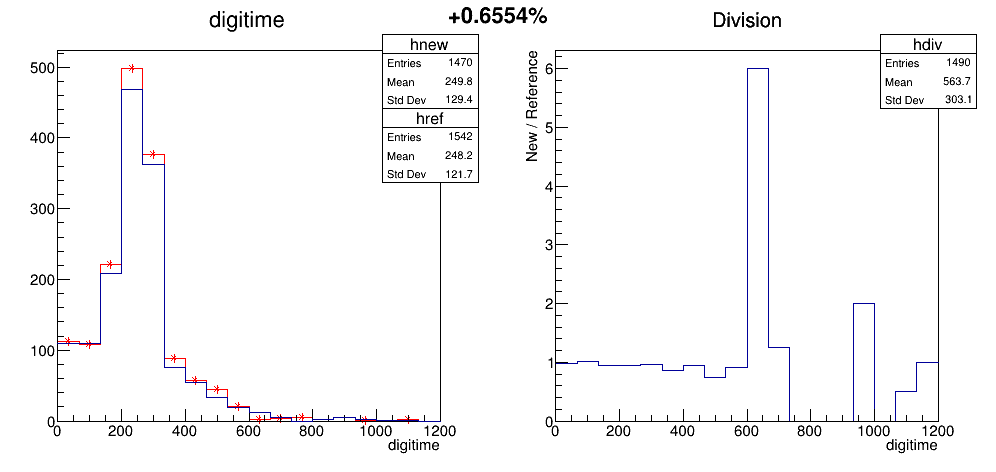 +0.6554%
digitime
hnew
Entries 1470
Mean 249.8
Std Dev 129.4
href
Entries 1542
Mean 248.2
Std Dev 121.7
500
400
300
200
100
0
0 200 400 600 800 1000 1200
digitime
Division
hdiv
Entries 1490
Mean 563.7
Std Dev 303.1
New / Reference
6
5
4
3
2
1
0
0 200 400 600 800 1000 1200
digitime